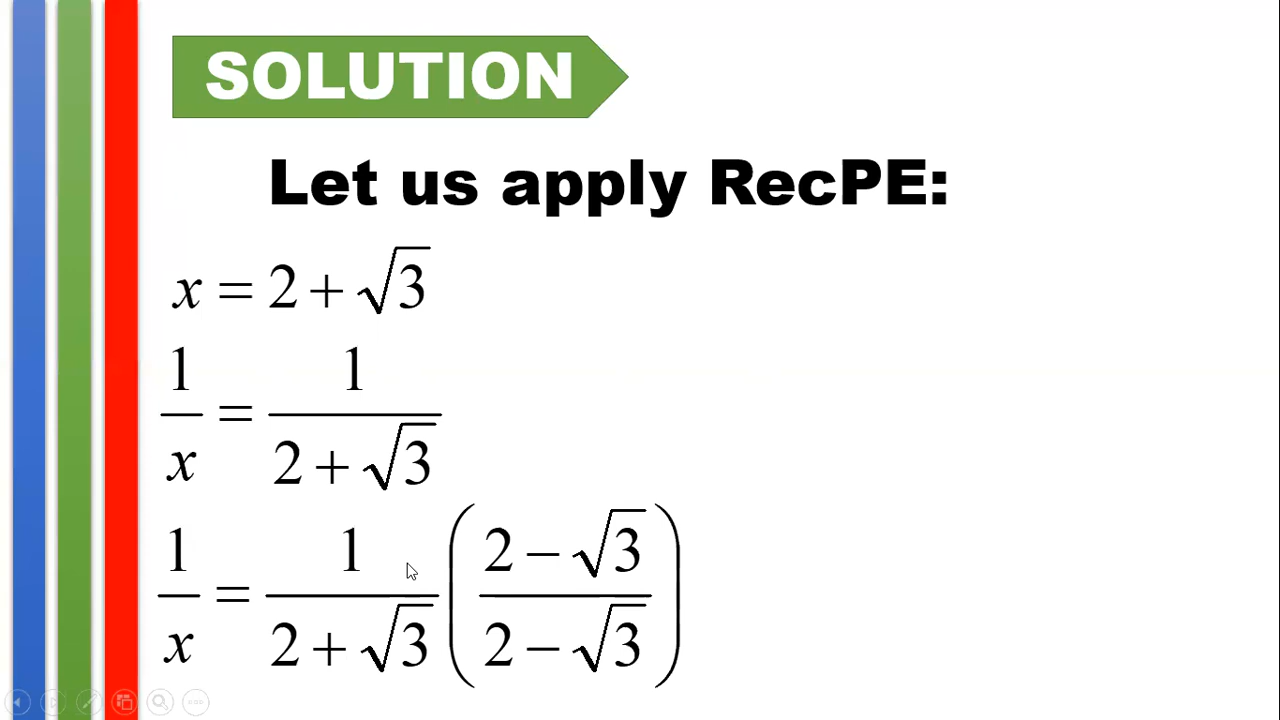 SOLUTION
Let us apply RecPE:
x = 2 + √3
1/x = 1/(2 + √3)
1/x = 1/(2 + √3) ((2 − √3)/(2 − √3))